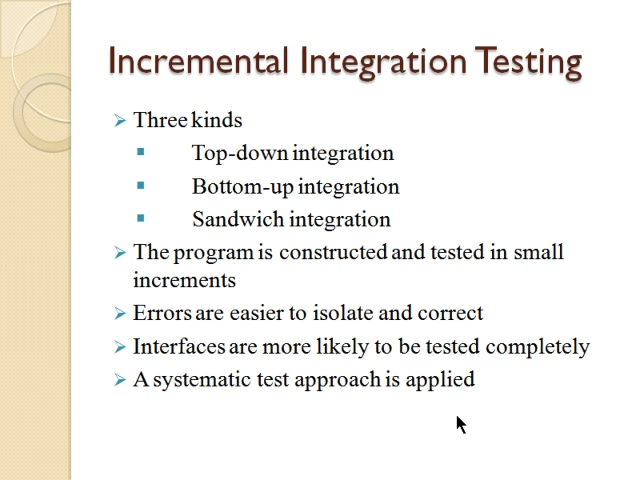 Incremental Integration Testing
Three kinds
Top-down integration
Bottom-up integration
Sandwich integration
The program is constructed and tested in small
increments
Errors are easier to isolate and correct
Interfaces are more likely to be tested completely
A systematic test approach is applied